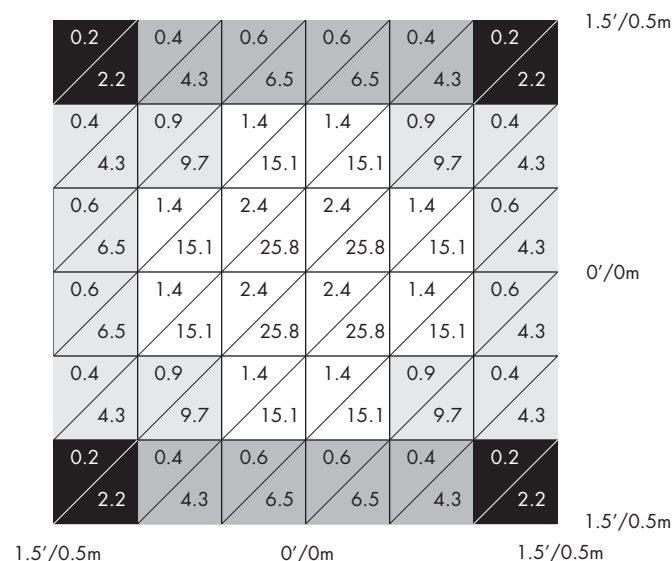 1.5'/0.5m
0.2 0.4 0.6 0.6 0.4 0.2
2.2 4.3 6.5 6.5 4.3 2.2
0.4 0.9 1.4 1.4 0.9 0.4
4.3 9.7 15.1 15.1 9.7 4.3
0.6 1.4 2.4 2.4 1.4 0.6
6.5 15.1 25.8 25.8 15.1 4.3
0'/0m
0.6 1.4 2.4 2.4 1.4 0.6
6.5 15.1 25.8 25.8 15.1 4.3
0.4 0.9 1.4 1.4 0.9 0.4
4.3 9.7 15.1 15.1 9.7 4.3
0.2 0.4 0.6 0.6 0.4 0.2
2.2 4.3 6.5 6.5 4.3 2.2
1.5'/0.5m
1.5'/0.5m 0'/0m 1.5'/0.5m